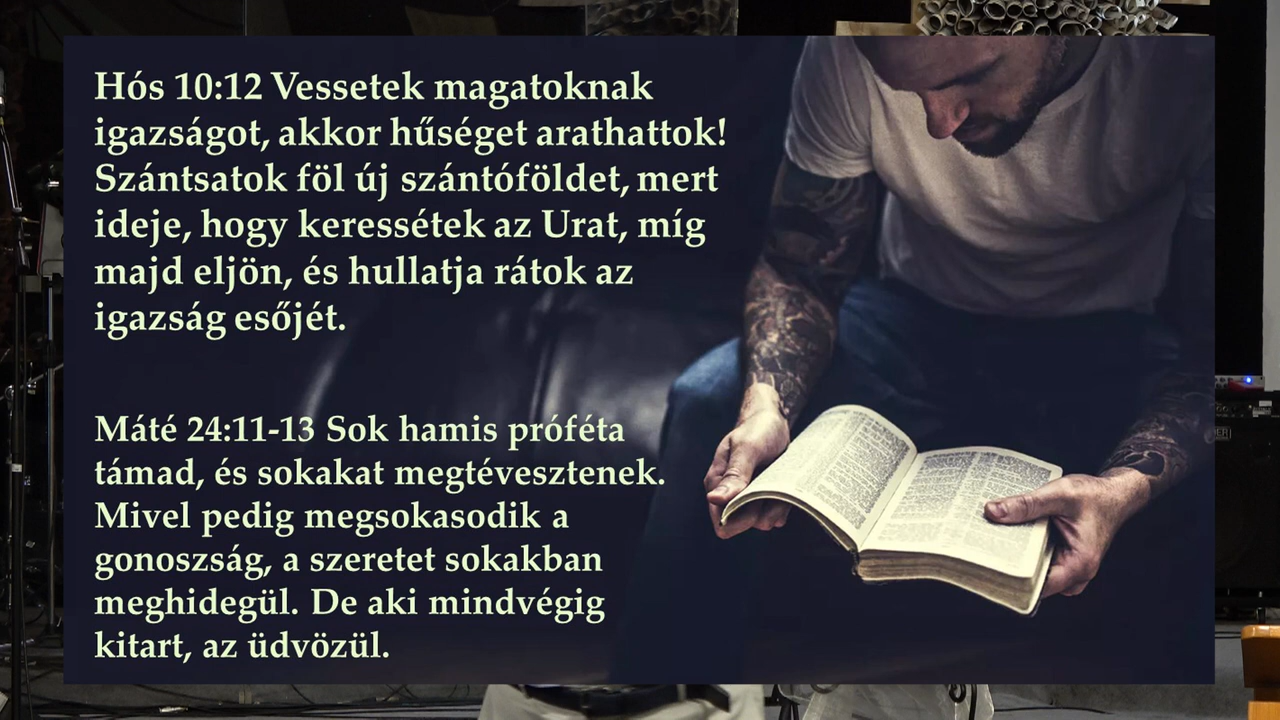 Hós 10:12 Vessetek magatoknak
igazságot, akkor hűséget arathattok!
Szántsatok föl új szántóföldet, mert
ideje, hogy keressétek az Urat, míg
majd eljön, és hullatja rátok az
igazság esőjét.
Máté 24:11-13 Sok hamis próféta
támad, és sokakat megtévesztenek.
Mivel pedig megsokasodik a
gonoszság, a szeretet sokakban
meghidegül. De aki mindvégig
kitart, az üdvözül.